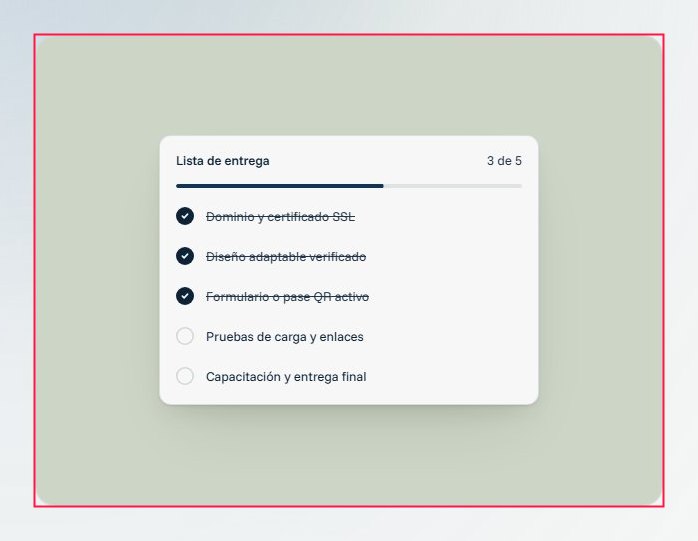 Lista de entrega
3 de 5
Dominio y certificado SSL
Diseño adaptable verificado
Formulario o pase QR activo
Pruebas de carga y enlaces
Capacitación y entrega final